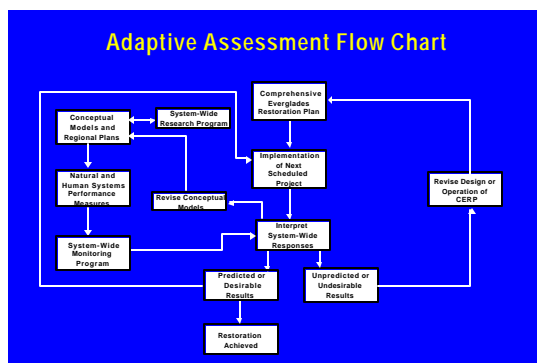 Adaptive Assessment Flow Chart
Comprehensive
Everglades
Restoration Plan
Conceptual
Models and
Regional Plans
System-Wide
Research Program
Implementation
of Next
Scheduled
Project
Natural and
Human Systems
Performance
Measures
Revise Conceptual
Models
Revise Design or
Operation of
CERP
Interpret
System-Wide
Responses
System-Wide
Monitoring
Program
Predicted or
Desirable
Results
Unpredicted or
Undesirable
Results
Restoration
Achieved